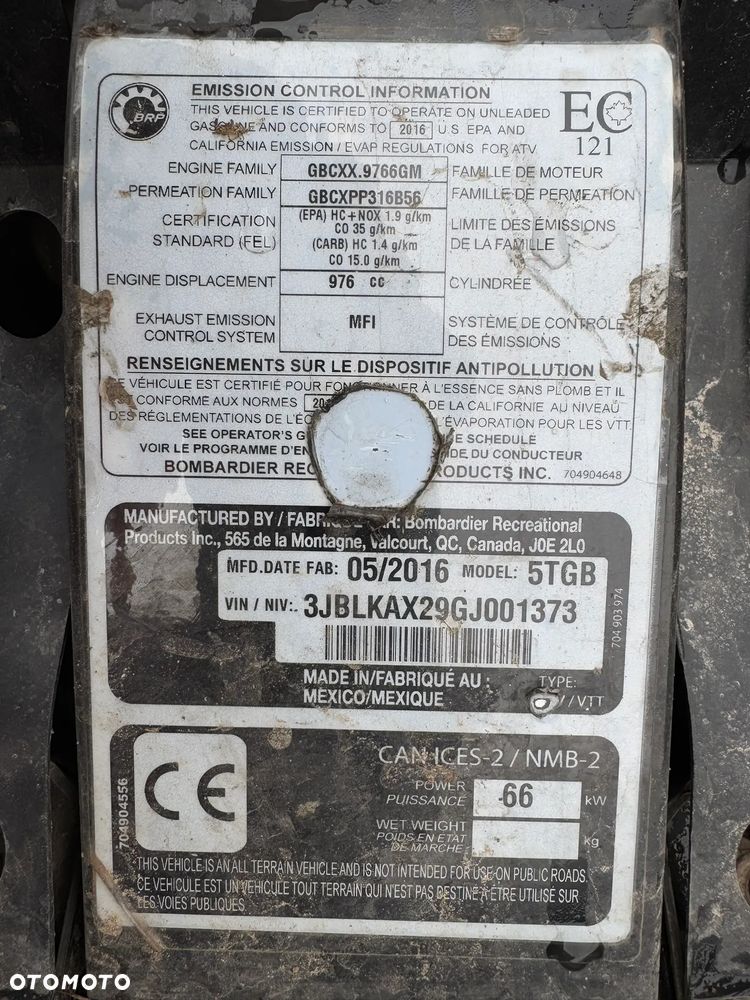 BRP
EMISSION CONTROL INFORMATION
THIS VEHICLE IS CERTIFIED TO OPERATE ON UNLEADED
GASOLINE AND CONFORMS TO 2016 U.S EPA AND
CALIFORNIA EMISSION / EVAP REGULATIONS FOR ATV
EC
121
ENGINE FAMILY GBCXX.9766GM FAMILLE DE MOTEUR
PERMEATION FAMILY GBCXPP316B56 FAMILLE DE PERMÉATION
CERTIFICATION STANDARD (FEL)
(EPA) HC+NOX 1.9 g/km
CO 35 g/km
(CARB) HC 1.4 g/km
CO 15.0 g/km
LIMITE DES ÉMISSIONS
DE LA FAMILLE
ENGINE DISPLACEMENT 976 CC CYLINDRÉE
EXHAUST EMISSION
CONTROL SYSTEM
MFI
SYSTÈME DE CONTRÔLE
DES ÉMISSIONS
RENSEIGNEMENTS SUR LE DISPOSITIF ANTIPOLLUTION
CE VÉHICULE EST CERTIFIÉ POUR À L'ESSENCE SANS PLOMB ET IL
EST CONFORME AUX NORMES DE LA CALIFORNIE AU NIVEAU
DES RÉGLEMENTATIONS DE L'ÉVAPORATION POUR LES VTT.
SEE OPERATOR'S SCHEDULE
VOIR LE PROGRAMME DU CONDUCTEUR
BOMBARDIER PRODUCTS INC. 704904648
MANUFACTURED BY / Bombardier Recreational
Products Inc., 565 de la Montagne, Valcourt, QC, Canada, J0E 2L0
MFD.DATE FAB: 05/2016 MODEL: 5TGB
VIN / NIV:. 3JBLKAX29GJ001373
704 903 974
MADE IN/FABRIQUÉ AU :
MÉXICO/MEXIQUE
TYPE:
/ VTT
CE
704904556
CAN ICES-2 / NMB-2
POWER
PUISSANCE
66 kW
WET WEIGHT
POIDS EN ÉTAT
DE MARCHE:
kg
THIS VEHICLE IS AN ALL TERRAIN VEHICLE AND IS NOT INTENDED FOR USE ON PUBLIC ROADS.
CE VEHICULE EST UN VÉHICULE TOUT TERRAIN QUI N'EST PAS DESTINÉ À ÊTRE UTILISÉ SUR
LES VOIES PUBLIQUES.
OTOMOTO